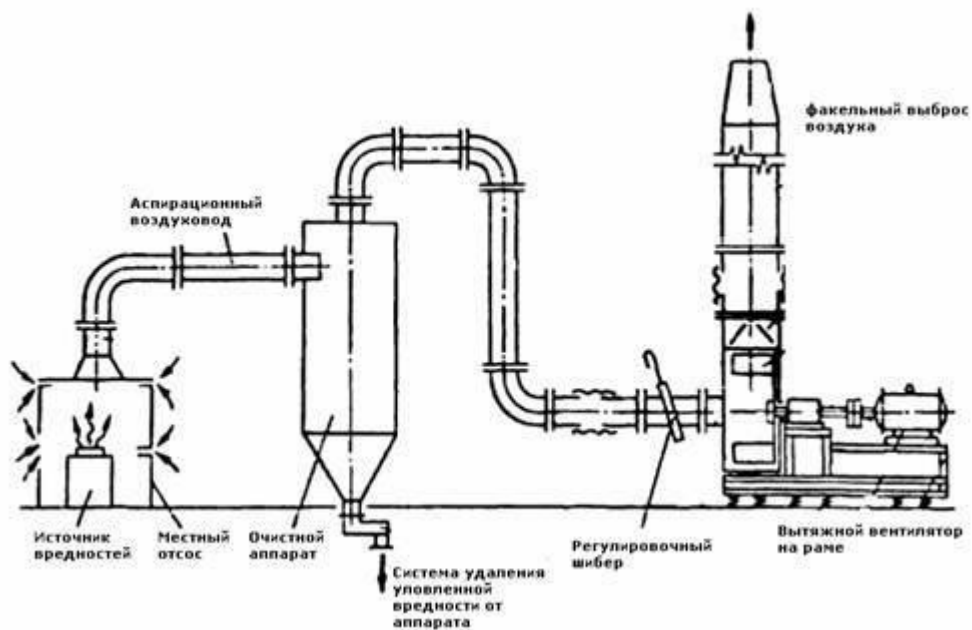 факельный выброс
воздуха
Аспирационный
воздуховод
Источник
вредностей
Местный
отсос
Очистной
аппарат
Система удаления
уловленной
вредности от
аппарата
Регулировочный
шибер
Вытяжной вентилятор
на раме